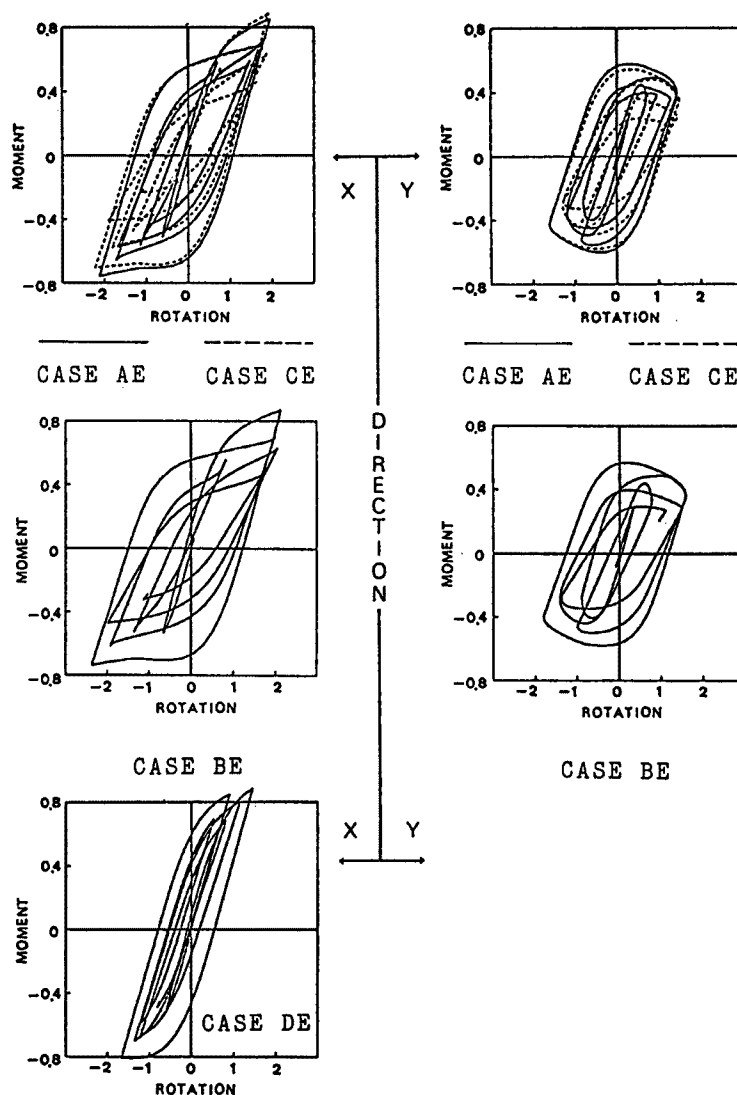 0,8
0,4
0
-0,4
-0,8
MOMENT
-2 -1 0 1 2
ROTATION
X Y
0,8
0,4
0
-0,4
-0,8
MOMENT
-2 -1 0 1 2
ROTATION
CASE AE CASE CE
CASE AE CASE CE
DIRECTION
0,8
0,4
0
-0,4
-0,8
MOMENT
-2 -1 0 1 2
ROTATION
CASE BE
0,8
0,4
0
-0,4
-0,8
MOMENT
-2 -1 0 1 2
ROTATION
CASE BE
X Y
0,8
0,4
0
-0,4
-0,8
MOMENT
CASE DE
-2 -1 0 1 2
ROTATION